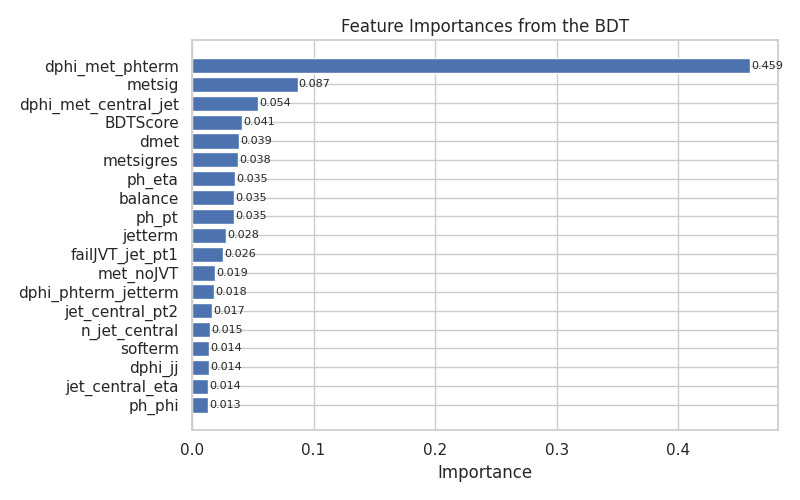 Feature Importances from the BDT
dphi_met_phterm 0.459
metsig 0.087
dphi_met_central_jet 0.054
BDTScore 0.041
dmet 0.039
metsigres 0.038
ph_eta 0.035
balance 0.035
ph_pt 0.035
jetterm 0.028
failJVT_jet_pt1 0.026
met_noJVT 0.019
dphi_phterm_jetterm 0.018
jet_central_pt2 0.017
n_jet_central 0.015
softerm 0.014
dphi_jj 0.014
jet_central_eta 0.014
ph_phi 0.013
0.0 0.1 0.2 0.3 0.4
Importance